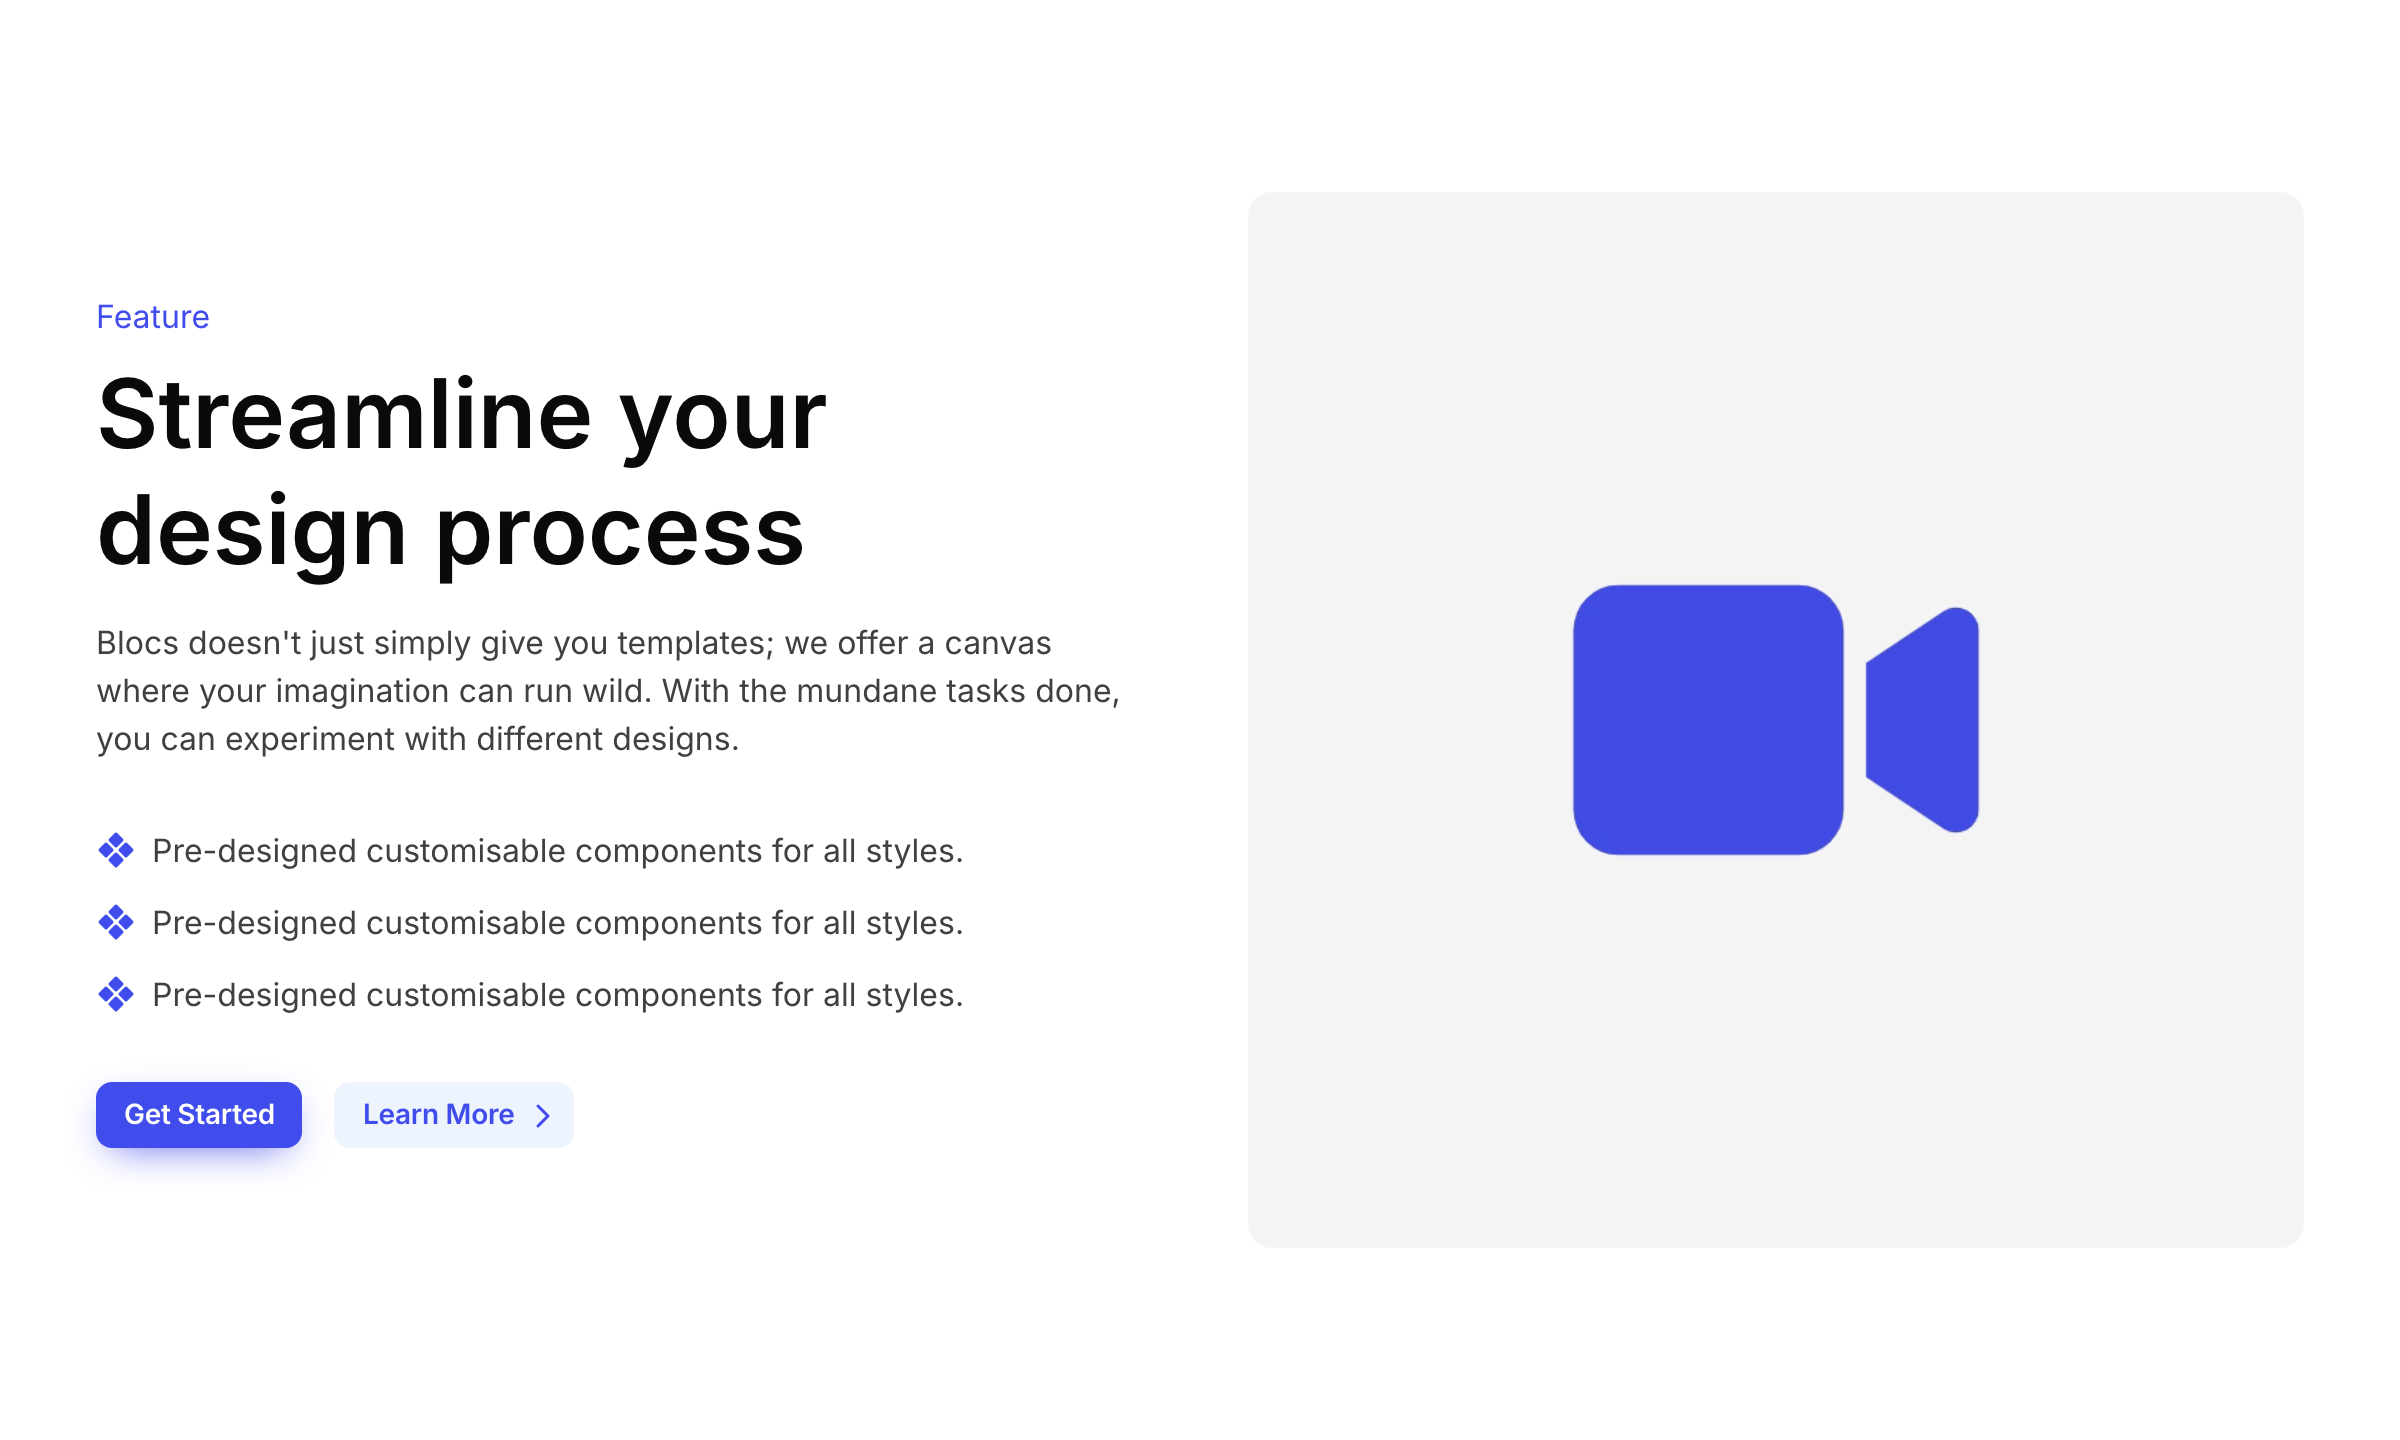 Feature
Streamline your
design process
Blocs doesn't just simply give you templates; we offer a canvas
where your imagination can run wild. With the mundane tasks done,
you can experiment with different designs.
Pre-designed customisable components for all styles.
Pre-designed customisable components for all styles.
Pre-designed customisable components for all styles.
Get Started
Learn More